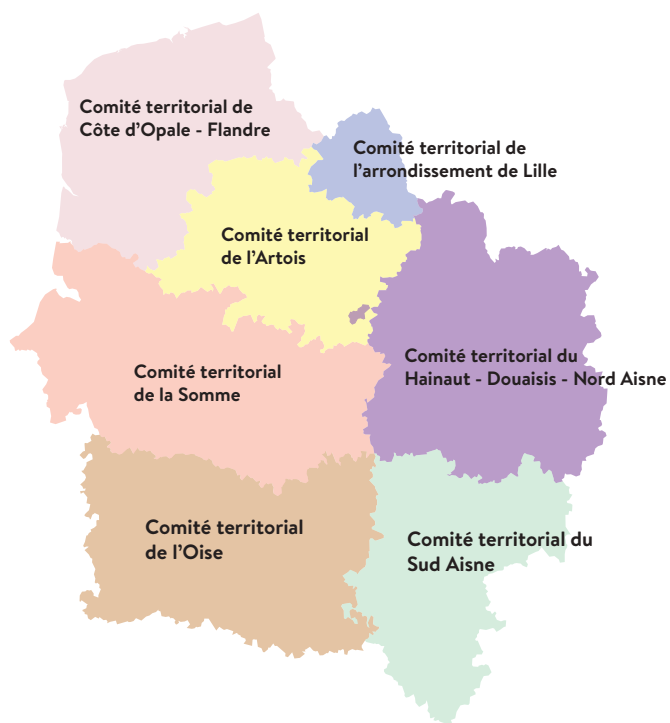 Comité territorial de
Côte d’Opale - Flandre
Comité territorial de
l’arrondissement de Lille
Comité territorial
de l’Artois
Comité territorial du
Hainaut - Douaisis - Nord Aisne
Comité territorial
de la Somme
Comité territorial
de l’Oise
Comité territorial du
Sud Aisne